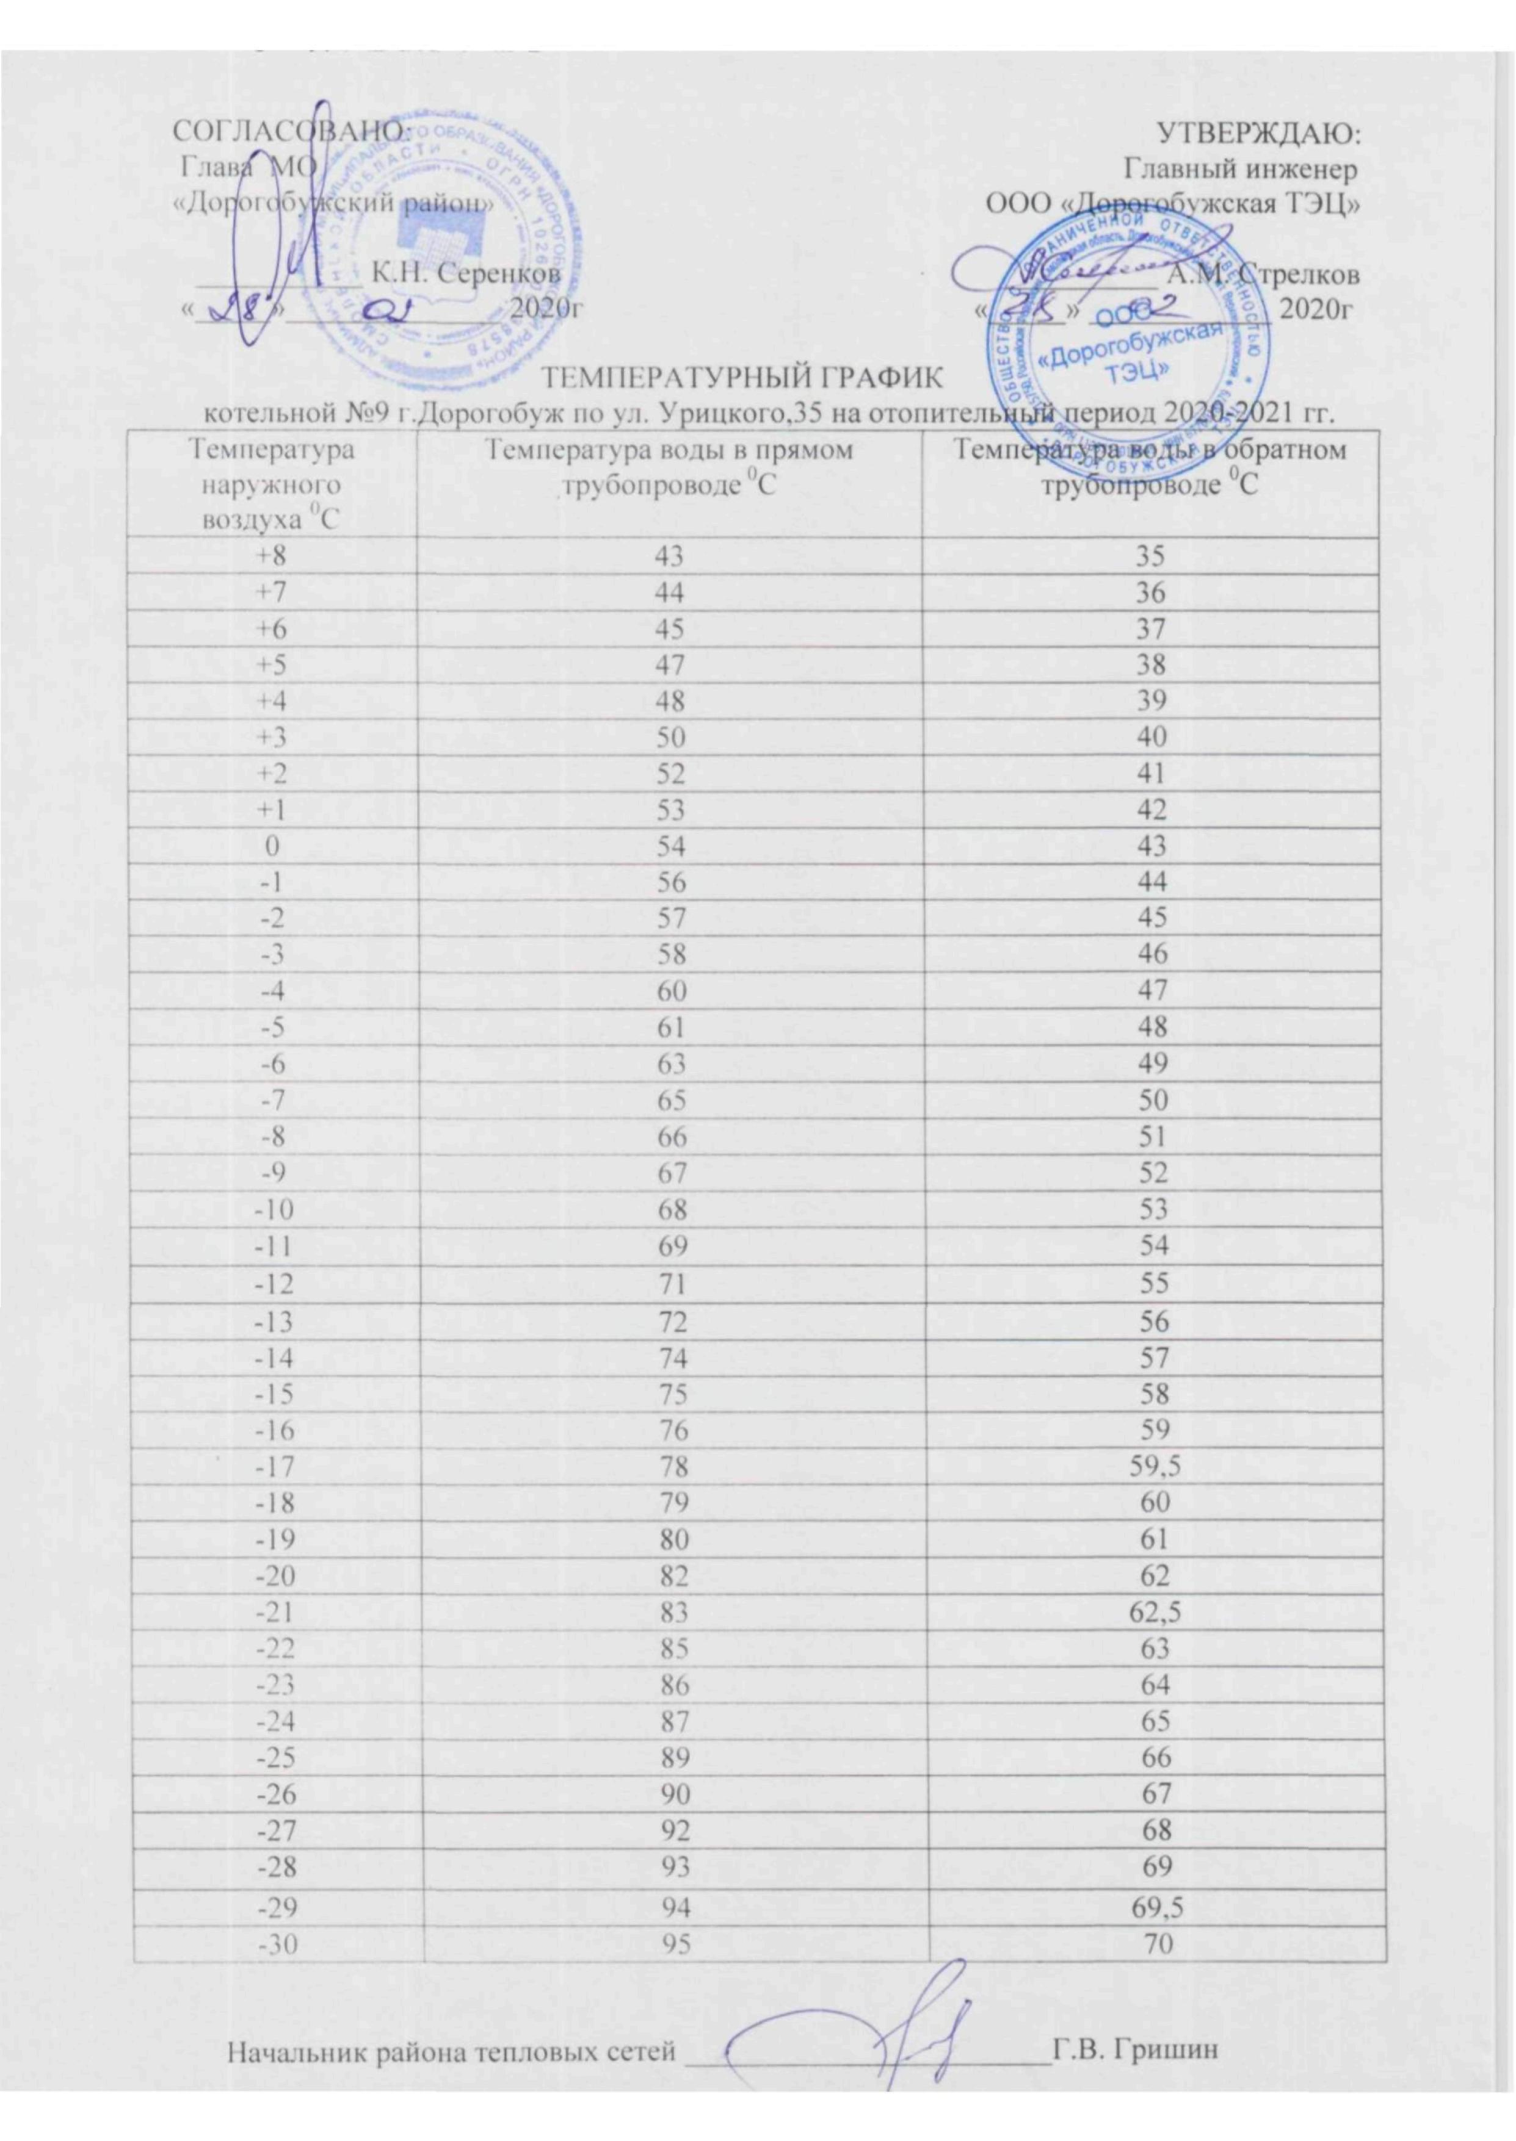 СОГЛАСОВАНО:
Глава МО
«Дорогобужский район»
К.Н. Серенков
«28» 02 2020г
УТВЕРЖДАЮ:
Главный инженер
ООО «Дорогобужская ТЭЦ»
А.М. Стрелков
«28» 02 2020г
ООО
«Дорогобужская
ТЭЦ»
ТЕМПЕРАТУРНЫЙ ГРАФИК
котельной №9 г.Дорогобуж по ул. Урицкого,35 на отопительный период 2020-2021 гг.
Температура наружного воздуха ⁰С Температура воды в прямом трубопроводе ⁰С Температура воды в обратном трубопроводе ⁰С
+8 43 35
+7 44 36
+6 45 37
+5 47 38
+4 48 39
+3 50 40
+2 52 41
+1 53 42
0 54 43
-1 56 44
-2 57 45
-3 58 46
-4 60 47
-5 61 48
-6 63 49
-7 65 50
-8 66 51
-9 67 52
-10 68 53
-11 69 54
-12 71 55
-13 72 56
-14 74 57
-15 75 58
-16 76 59
-17 78 59,5
-18 79 60
-19 80 61
-20 82 62
-21 83 62,5
-22 85 63
-23 86 64
-24 87 65
-25 89 66
-26 90 67
-27 92 68
-28 93 69
-29 94 69,5
-30 95 70
Начальник района тепловых сетей Г.В. Гришин